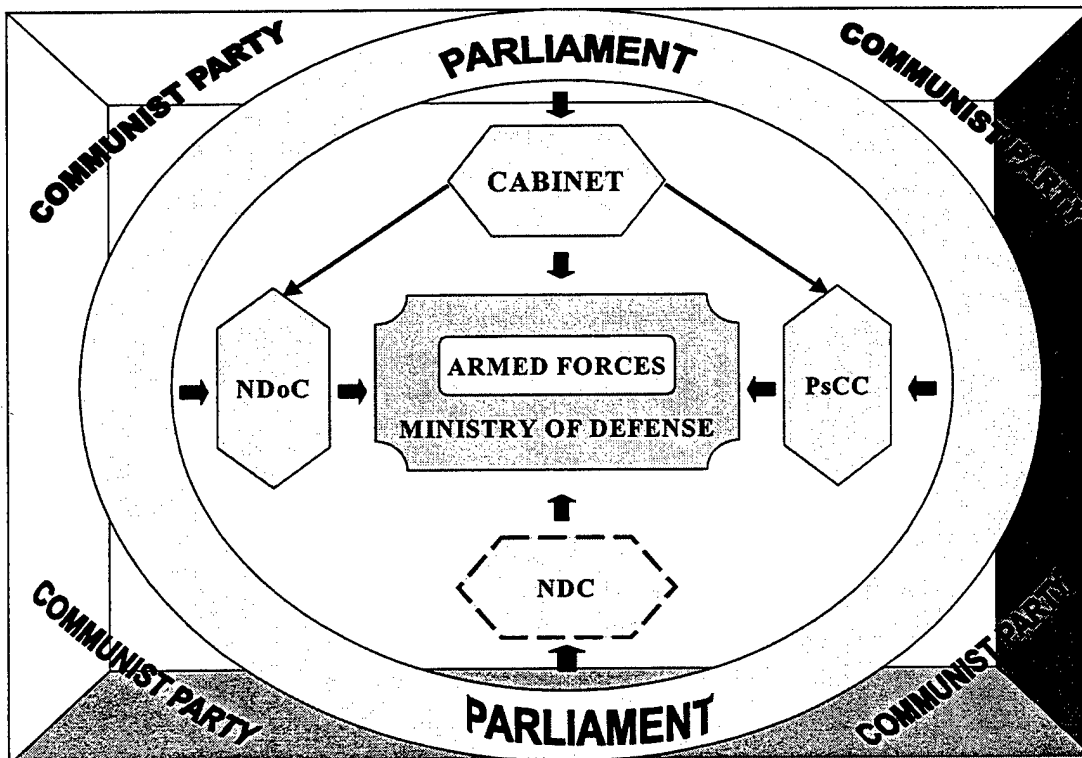 COMMUNIST PARTY
PARLIAMENT
COMMUNIST PARTY
CABINET
NDoC
ARMED FORCES
MINISTRY OF DEFENSE
PsCC
NDC
COMMUNIST PARTY
PARLIAMENT
COMMUNIST PARTY